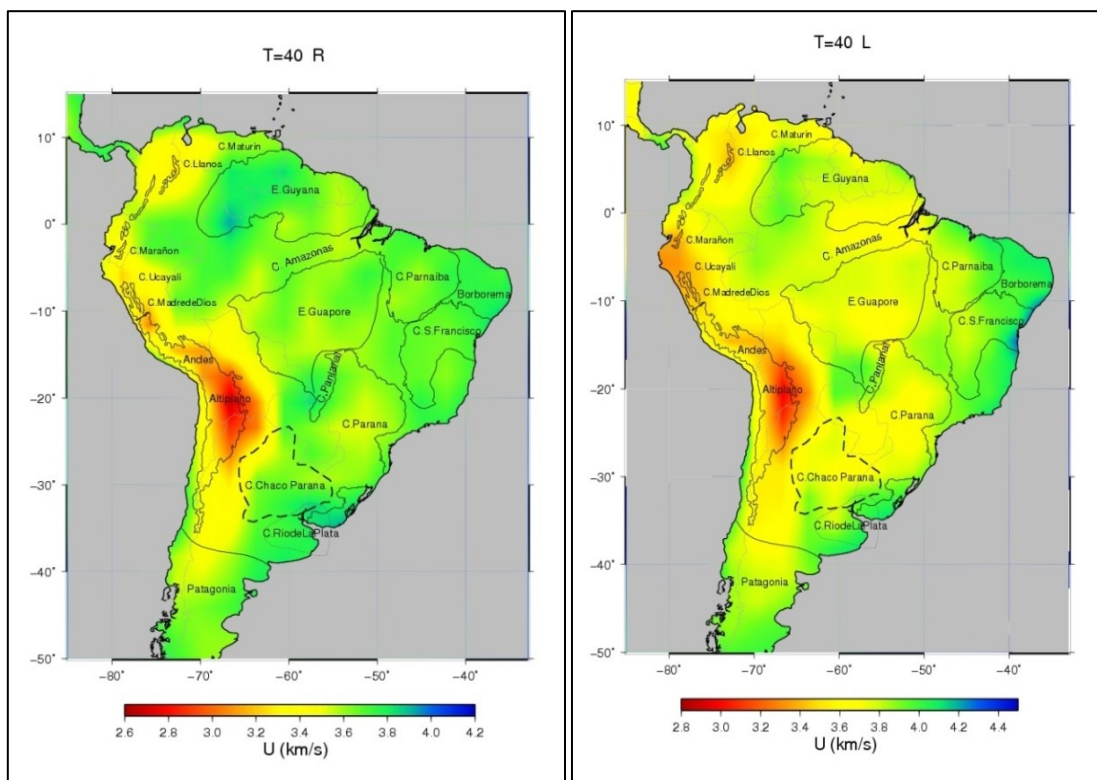 T=40 R
10°
0°
−10°
−20°
−30°
−40°
−50°
C.Maturin
C.Llanos
E.Guyana
C.Marañon
C. Amazonas
C.Ucayali
C.Parnaiba
C.MadredeDios
Borborema
E.Guapore
C.S.Francisco
Andes
C.Pantanal
Altiplano
C.Parana
C.Chaco Parana
C.RiodeLaPlata
Patagonia
−80° −70° −60° −50° −40°
2.6 2.8 3.0 3.2 3.4 3.6 3.8 4.0 4.2
U (km/s)
T=40 L
10°
0°
−10°
−20°
−30°
−40°
−50°
C.Maturin
C.Llanos
E.Guyana
C.Marañon
C. Amazonas
C.Ucayali
C.Parnaiba
C.MadredeDios
Borborema
E.Guapore
C.S.Francisco
Andes
C.Pantanal
Altiplano
C.Parana
C.Chaco Parana
C.RiodeLaPlata
Patagonia
−80° −70° −60° −50° −40°
2.8 3.0 3.2 3.4 3.6 3.8 4.0 4.2 4.4
U (km/s)